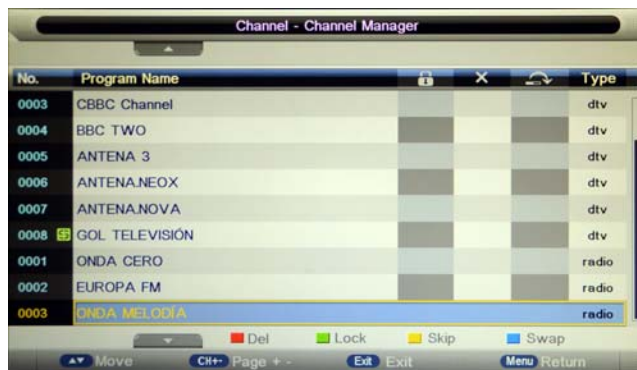 Channel - Channel Manager
No. Program Name Type
0003 CBBC Channel dtv
0004 BBC TWO dtv
0005 ANTENA 3 dtv
0006 ANTENA.NEOX dtv
0007 ANTENA.NOVA dtv
0008 GOL TELEVISIÓN dtv
0001 ONDA CERO radio
0002 EUROPA FM radio
0003 ONDA MELODÍA radio
Del Lock Skip Swap
Move CH+- Page + - Exit Exit Menu Return